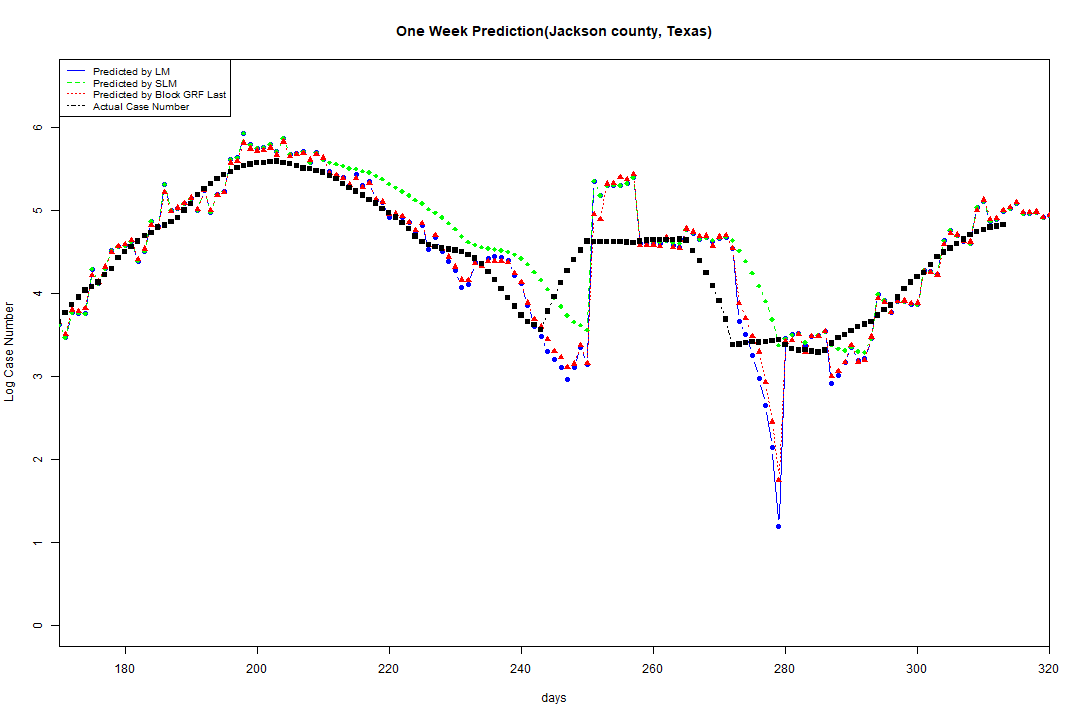 One Week Prediction(Jackson county, Texas)
Predicted by LM
Predicted by SLM
Predicted by Block GRF Last
Actual Case Number
Log Case Number
6
5
4
3
2
1
0
180 200 220 240 260 280 300 320
days